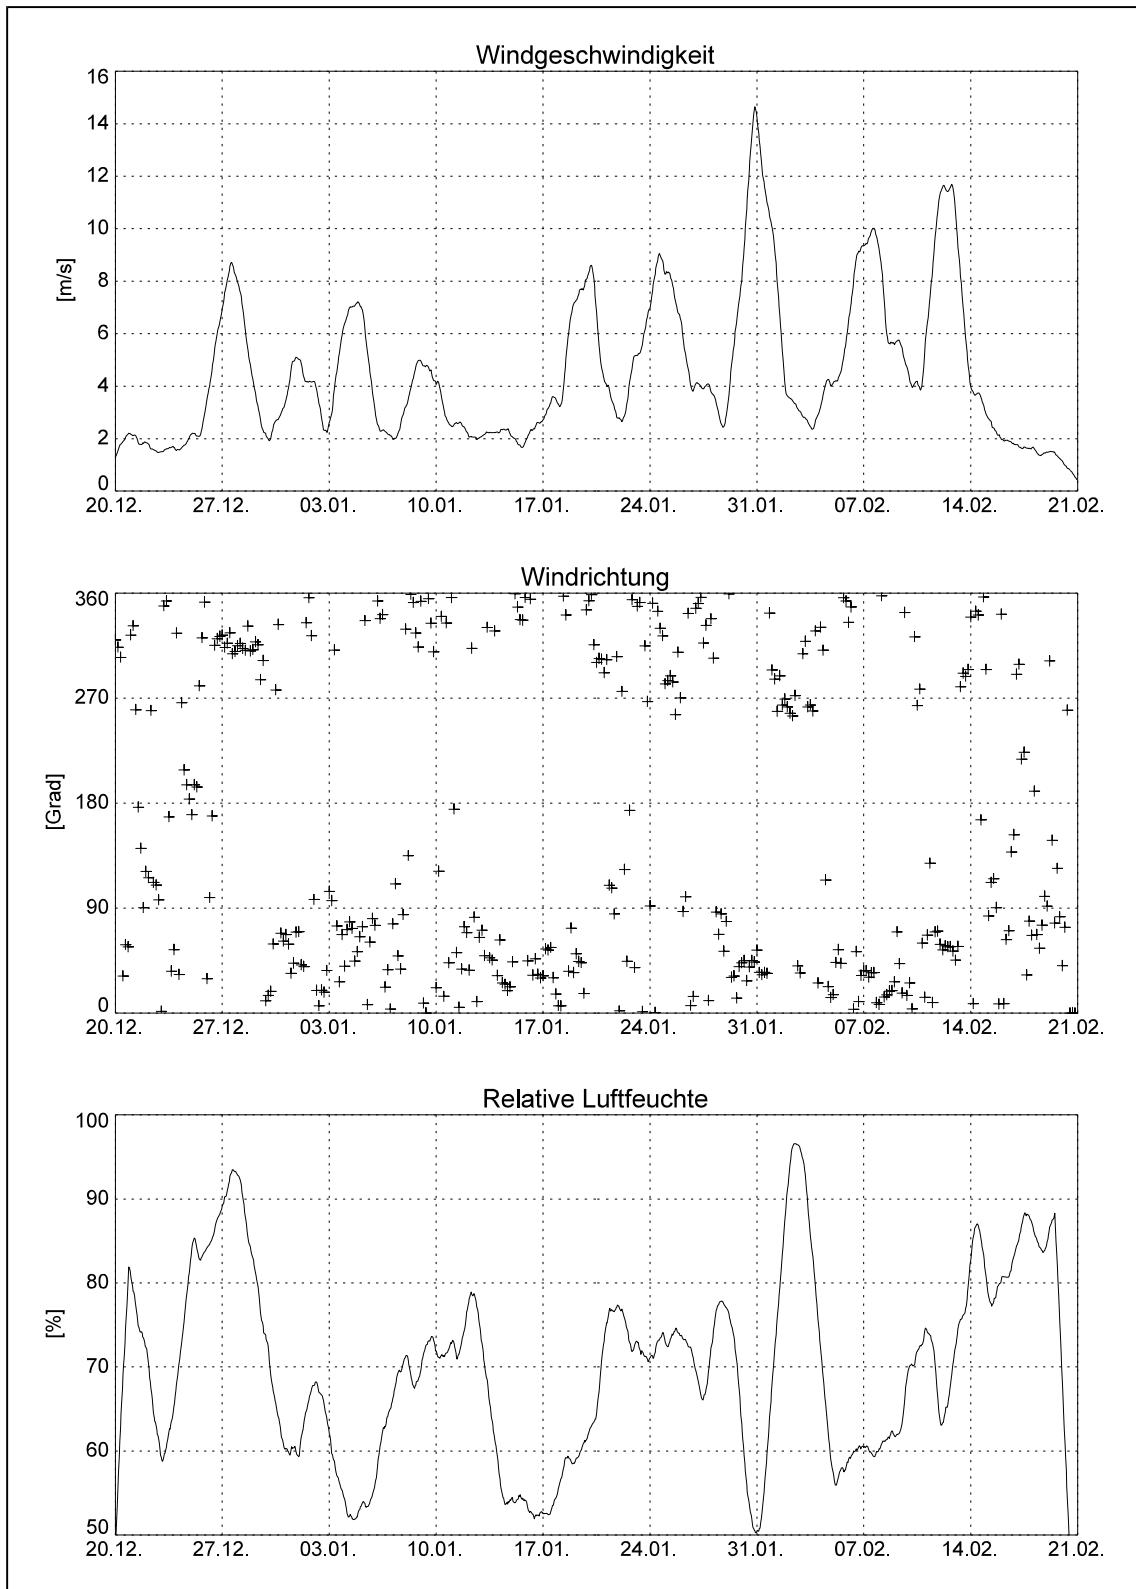 Windgeschwindigkeit
16
14
12
10
8
6
4
2
0
[m/s]
20.12. 27.12. 03.01. 10.01. 17.01. 24.01. 31.01. 07.02. 14.02. 21.02.
Windrichtung
360
270
180
90
0
[Grad]
20.12. 27.12. 03.01. 10.01. 17.01. 24.01. 31.01. 07.02. 14.02. 21.02.
Relative Luftfeuchte
100
90
80
70
60
50
[%]
20.12. 27.12. 03.01. 10.01. 17.01. 24.01. 31.01. 07.02. 14.02. 21.02.